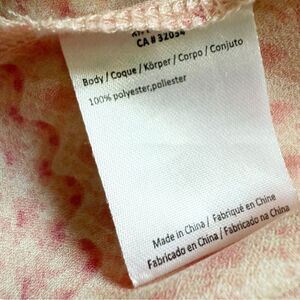 CA # 32054
Body / Coque / Körper / Corpo / Conjuto
100% polyester,poliester
Made in China / Fabriqué en Chine
Fabricado en China / Fabricado na China